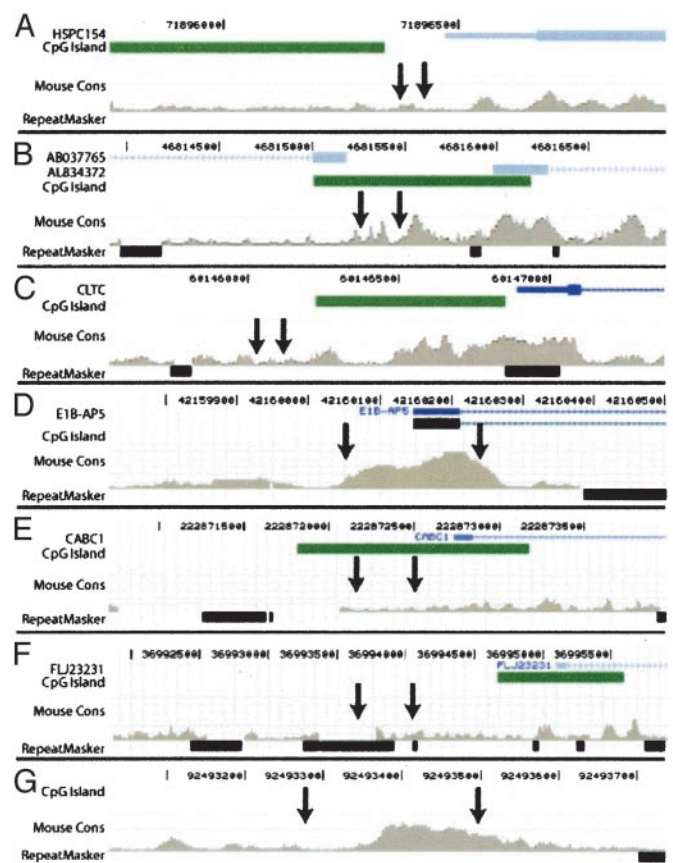 A
71896000| 71896500|
HSPC154
CpG Island
Mouse Cons
RepeatMasker
B
| 46814500| 46815000| 46815500| 46816000| 46816500|
AB037765
AL834372
CpG Island
Mouse Cons
RepeatMasker
C
60146000| 60146500| 60147000|
CLTC
CpG Island
Mouse Cons
RepeatMasker
D
| 42159900| 42160000| 42160100| 42160200| 42160300| 42160400| 42160500|
E1B-AP5 E1B-AP5
CpG Island
Mouse Cons
RepeatMasker
E
| 222871500| 222872000| 222872500| 222873000| 222873500|
CABC1 CABC1
CpG Island
Mouse Cons
RepeatMasker
F
| 36992500| 36993000| 36993500| 36994000| 36994500| 36995000| 36995500|
FLJ23231 FLJ23231
CpG Island
Mouse Cons
RepeatMasker
G
| 92493200| 92493300| 92493400| 92493500| 92493600| 92493700|
CpG Island
Mouse Cons
RepeatMasker